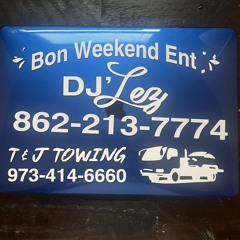 Bon Weekend Ent
DJ'Lez
862-213-7774
T & J TOWING
973-414-6660